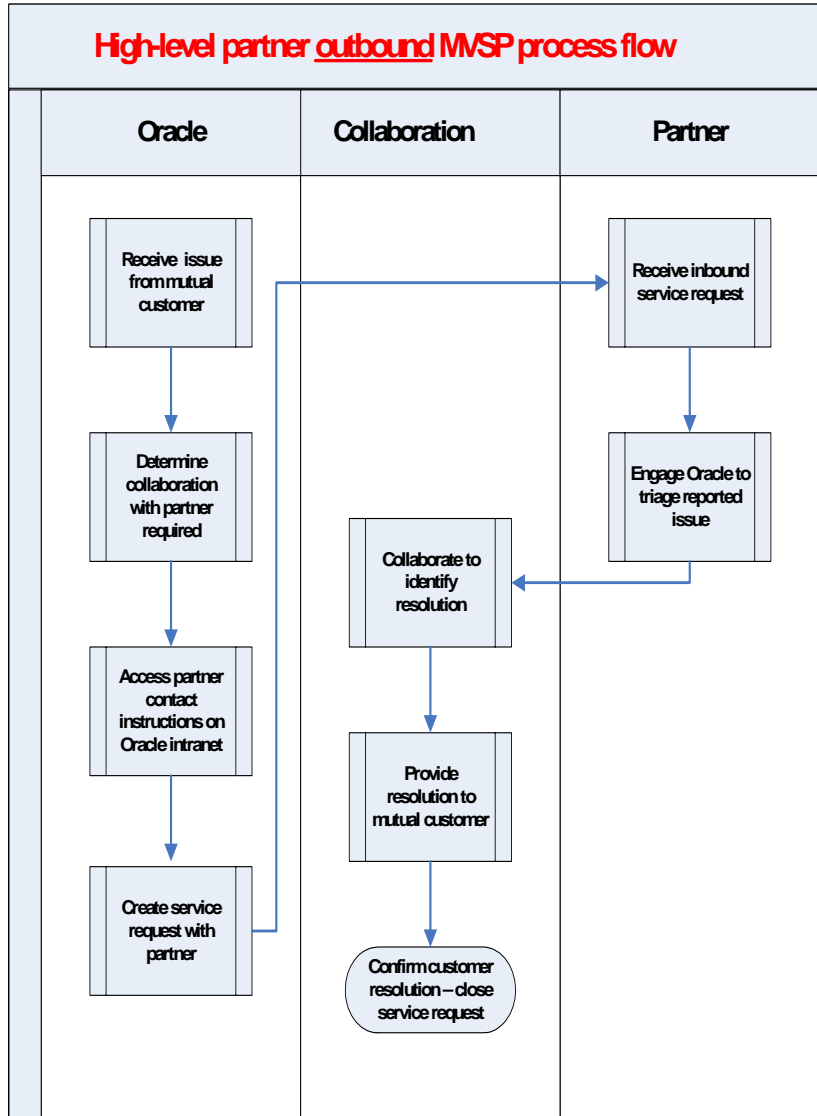 High-level partner outbound MVSP process flow
Oracle
Collaboration
Partner
Receive issue
from mutual
customer
Determine
collaboration
with partner
required
Access partner
contact
instructions on
Oracle intranet
Create service
request with
partner
Receive inbound
service request
Engage Oracle to
triage reported
issue
Collaborate to
identify
resolution
Provide
resolution to
mutual customer
Confirm customer
resolution – close
service request